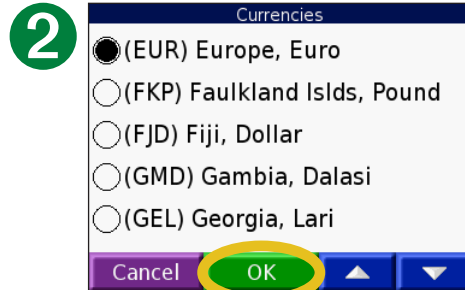 2
Currencies
(EUR) Europe, Euro
(FKP) Faulkland Islds, Pound
(FJD) Fiji, Dollar
(GMD) Gambia, Dalasi
(GEL) Georgia, Lari
Cancel OK